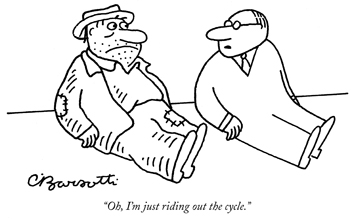 CBarsotti
“Oh, I'm just riding out the cycle.”